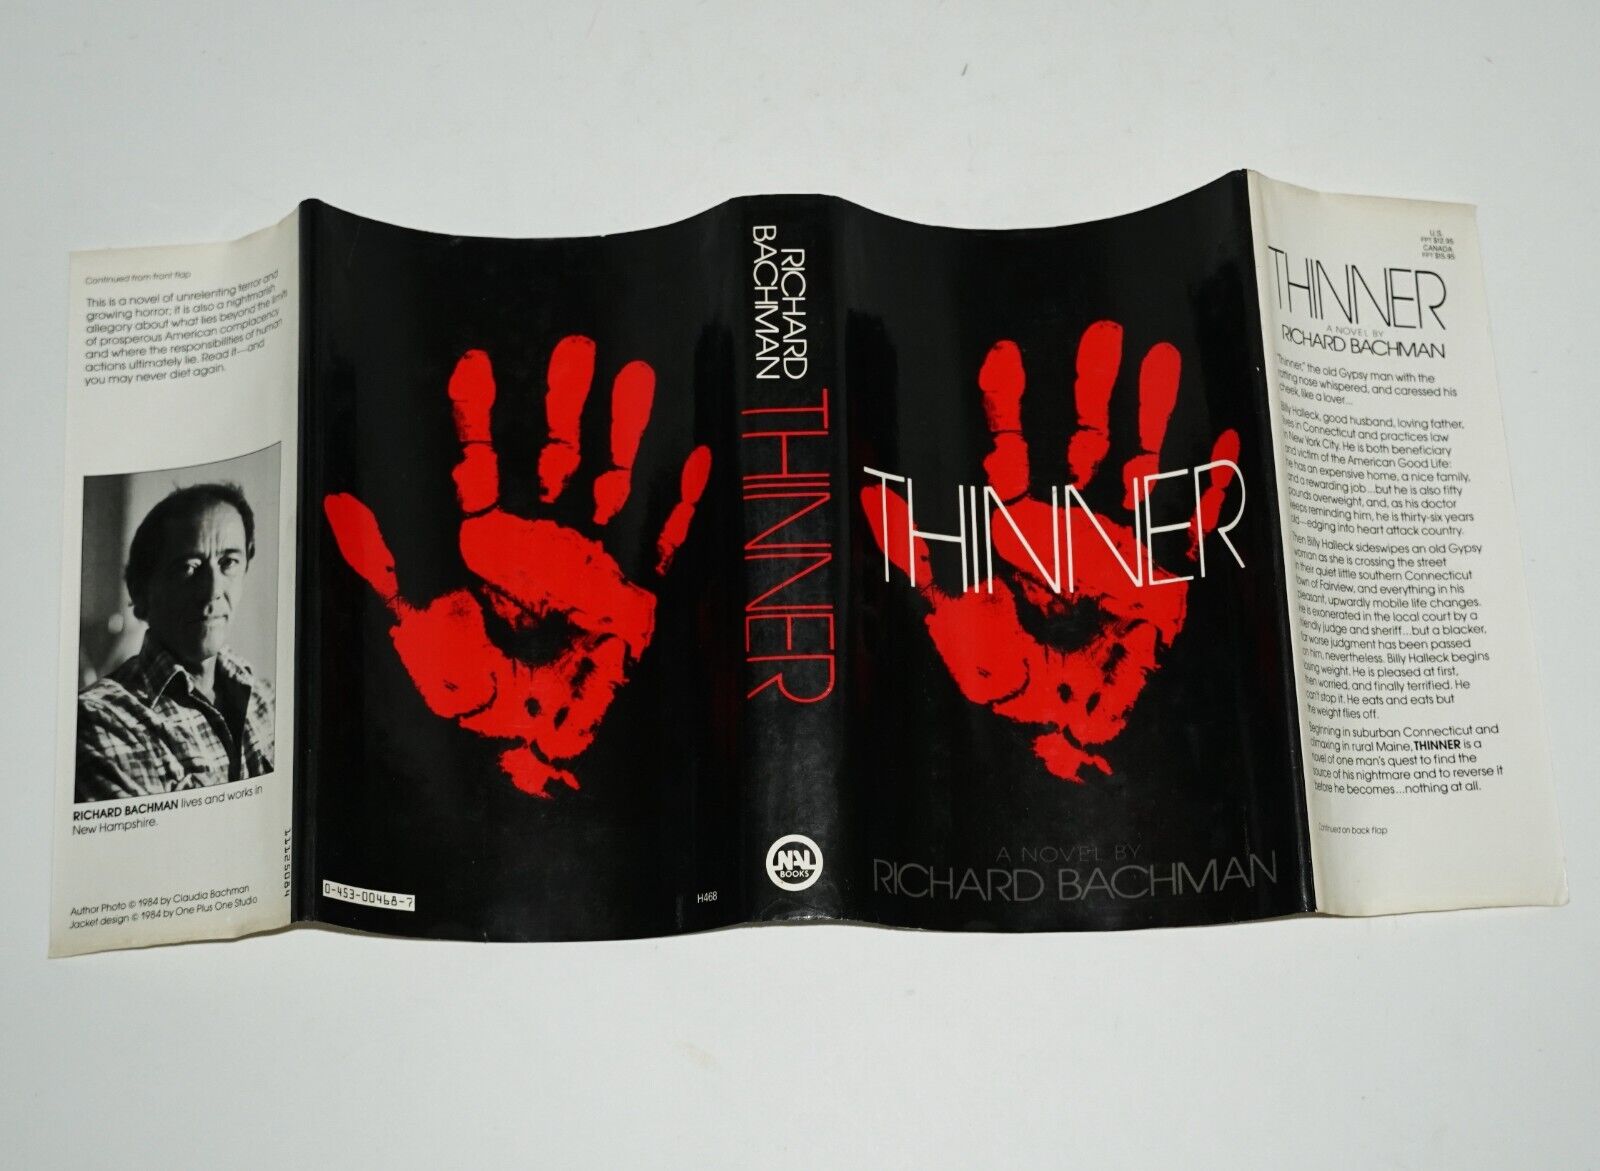 Continued from front flap
This is a novel of unrelenting terror and
growing horror; it is also a nightmarish
allegory about what lies beyond the limits
of prosperous American complacency
and where the responsibilities of human
actions ultimately lie. Read it—and
you may never diet again.
RICHARD BACHMAN lives and works in
New Hampshire.
Author Photo © 1984 by Claudia Bachman
Jacket design © 1984 by One Plus One Studio
0-453-00468-7
H468
RICHARD
BACHMAN
THINNER
NAL
BOOKS
THINNER
A NOVEL BY
RICHARD BACHMAN
U.S.
FPT $12.95
CANADA
FPT $15.95
THINNER
A NOVEL BY
RICHARD BACHMAN
"Thinner," the old Gypsy man with the
rotting nose whispered, and caressed his
cheek, like a lover...
Billy Halleck, good husband, loving father,
lives in Connecticut and practices law
in New York City. He is both beneficiary
and victim of the American Good Life:
he has an expensive home, a nice family,
and a rewarding job...but he is also fifty
pounds overweight, and, as his doctor
keeps reminding him, he is thirty-six years
old—edging into heart attack country.
Then Billy Halleck sideswipes an old Gypsy
woman as she is crossing the street
in their quiet little southern Connecticut
town of Fairview, and everything in his
pleasant, upwardly mobile life changes.
He is exonerated in the local court by a
friendly judge and sheriff...but a blacker,
far worse judgment has been passed
on him, nevertheless. Billy Halleck begins
losing weight. He is pleased at first,
then worried, and finally terrified. He
can't stop it. He eats and eats but
the weight flies off.
Beginning in suburban Connecticut and
climaxing in rural Maine, THINNER is a
novel of one man's quest to find the
source of his nightmare and to reverse it
before he becomes...nothing at all.
Continued on back flap